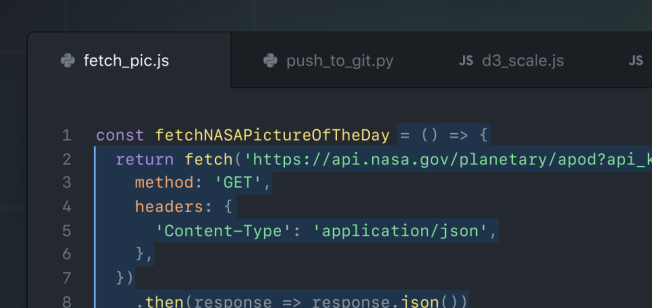 fetch_pic.js push_to_git.py JS d3_scale.js JS
1 const fetchNASAPictureOfTheDay = () => {
2 return fetch('https://api.nasa.gov/planetary/apod?api_k
3 method: 'GET',
4 headers: {
5 'Content-Type': 'application/json',
6 },
7 })
8 .then(response => response.json())